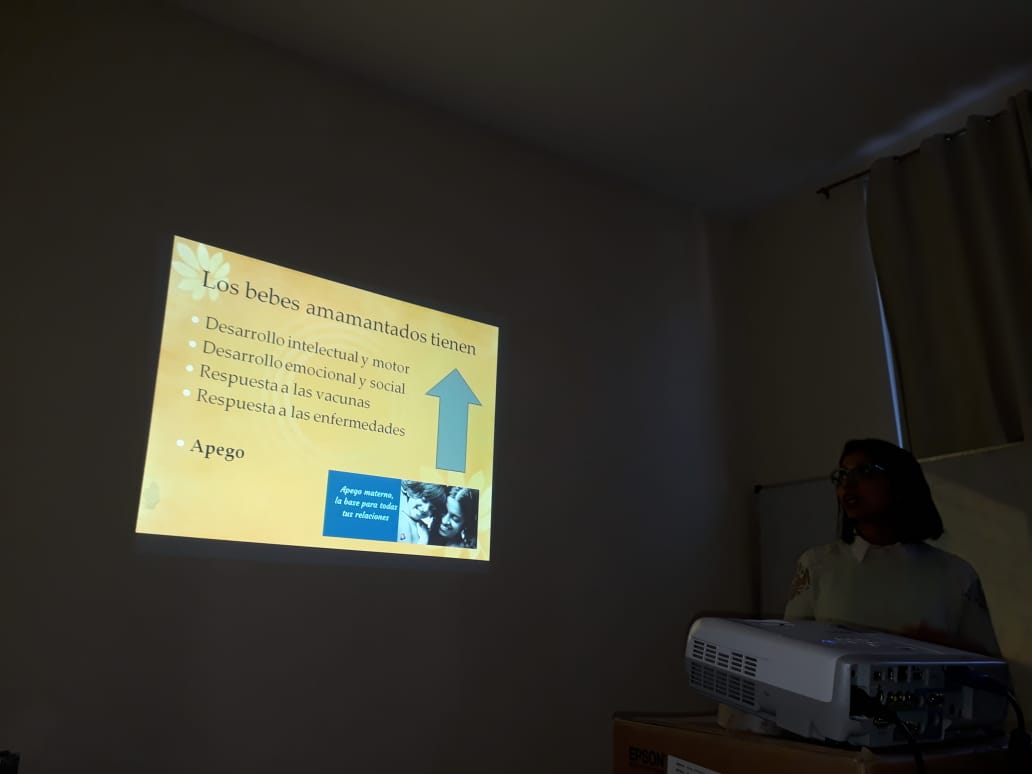 Los bebes amamantados tienen
Desarrollo intelectual y motor
Desarrollo emocional y social
Respuesta a las vacunas
Respuesta a las enfermedades
Apego
Apego materno,
la base para todas
tus relaciones
EPSON